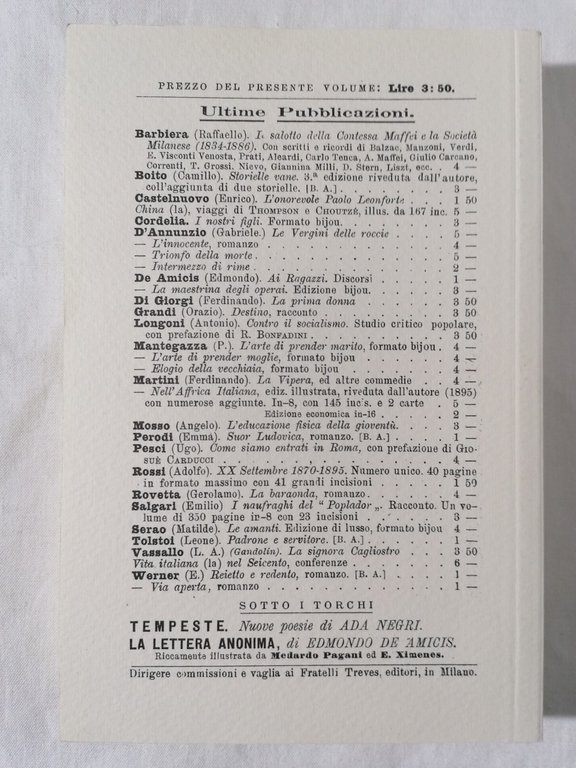 PREZZO DEL PRESENTE VOLUME: Lire 3:50.
Ultime Pubblicazioni.
Barbiera (Raffaello). Il salotto della Contessa Maffei e la Società
Milanese (1834-1886). Con scritti e ricordi di Balzac, Manzoni, Verdi,
E. Visconti Venosta, Prati, Aleardi, Carlo Tenca, A. Maffei, Giulio Carcano,
Correnti, T. Grossi, Nievo, Giannina Milli, D. Stern, Liszt, ecc. . 4 —
Boito (Camillo). Storielle vane. 3.ª edizione riveduta dall'autore,
coll'aggiunta di due storielle. [B. A.] . . . . . . . . . 3 —
Castelnuovo (Enrico). L'onorevole Paolo Leonforte . . . . 1 50
China (la), viaggi di THOMPSON e CHOUTZÉ, illus. da 167 inc. 5 —
Cordelia. I nostri figli. Formato bijou. . . . . . . . . . 3 —
D'Annunzio (Gabriele.) Le Vergini delle roccie . . . . . 5 —
— L'innocente, romanzo . . . . . . . . . . . . . 4 —
— Trionfo della morte . . . . . . . . . . . . . . 5 —
— Intermezzo di rime . . . . . . . . . . . . . . 2 —
De Amicis (Edmondo). Ai Ragazzi. Discorsi . . . . . . 1 —
— La maestrina degli operai. Edizione bijou. . . . . . . 3 —
Di Giorgi (Ferdinando). La prima donna . . . . . . . 3 50
Grandi (Orazio). Destino, racconto . . . . . . . . . . 3 50
Longoni (Antonio). Contro il socialismo. Studio critico popolare,
con prefazione di R. BONFADINI . . . . . . . . . . . 3 50
Mantegazza (P.). L'arte di prender marito, formato bijou . 4 —
— L'arte di prender moglie, formato bijou . . . . . . . 4 —
— Elogio della vecchiaia, formato bijou . . . . . . . . 4 —
Martini (Ferdinando). La Vipera, ed altre commedie . . . 4 —
— Nell'Affrica Italiana, ediz. illustrata, riveduta dall'autore (1895)
con numerose aggiunte. In-8, con 145 incis. e 2 carte . . 5 —
Edizione economica in-16 . . . . . 2 —
Mosso (Angelo). L'educazione fisica della gioventù. . . . . 3 —
Perodi (Emma). Suor Ludovica, romanzo. [B. A.] . . . . . 1 —
Pesci (Ugo). Come siamo entrati in Roma, con prefazione di GIO-
SUÈ CARDUCCI . . . . . . . . . . . . . . . 4 —
Rossi (Adolfo). XX Settembre 1870-1895. Numero unico. 40 pagine
in formato massimo con 41 grandi incisioni . . . . . . 1 50
Rovetta (Gerolamo). La baraonda, romanzo . . . . . . . 4 —
Salgari (Emilio) I naufraghi del "Poplador„. Racconto. Un vo-
lume di 350 pagine in-8 con 23 incisioni . . . . . . . 3 —
Serao (Matilde). Le amanti. Edizione di lusso, formato bijou 4 —
Tolstoi (Leone). Padrone e servitore. [B. A.] . . . . . . 1 —
Vassallo (L. A.) (Gandolin). La signora Cagliostro . . . . 3 50
Vita italiana (la) nel Seicento, conferenze . . . . . . . 6 —
Werner (E.) Reietto e redento, romanzo. [B. A.] . . . . . 1 —
— Via aperta, romanzo . . . . . . . . . . . . . 1 —
SOTTO I TORCHI
TEMPESTE. Nuove poesie di ADA NEGRI.
LA LETTERA ANONIMA, di EDMONDO DE AMICIS.
Riccamente illustrata da Medardo Pagani ed E. Ximenes.
Dirigere commissioni e vaglia ai Fratelli Treves, editori, in Milano.